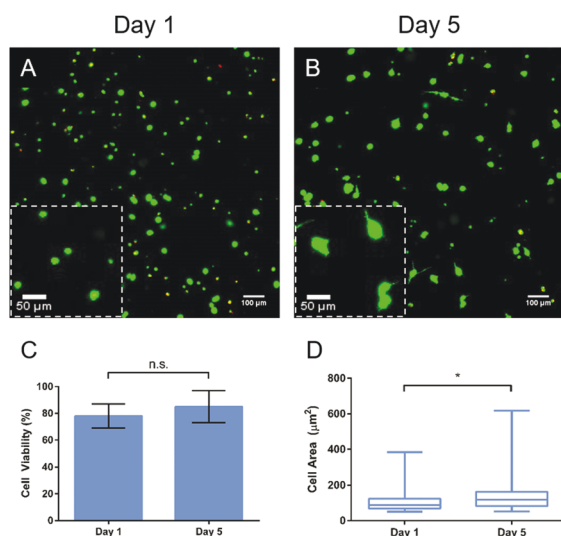 Day 1
Day 5
A
B
50 μm
100 μm
50 μm
100 μm
C
n.s.
Cell Viability (%)
100
80
60
40
20
0
Day 1
Day 5
D
*
Cell Area (μm²)
800
600
400
200
0
Day 1
Day 5